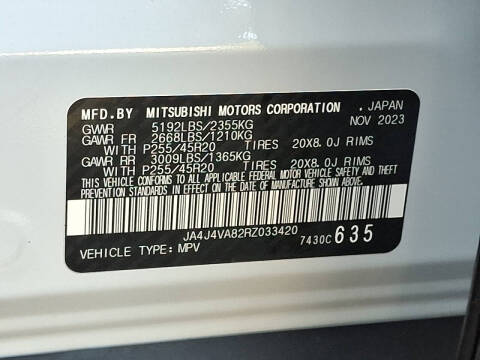 MFD.BY MITSUBISHI MOTORS CORPORATION . JAPAN
GWWR 5192LBS/2355KG NOV 2023
GAWR FR 2668LBS/1210KG
WITH P255/45R20 TIRES 20X8.0J RIMS
GAWR RR 3009LBS/1365KG
WITH P255/45R20 TIRES 20X8.0J RIMS
THIS VEHICLE CONFORMS TO ALL APPLICABLE FEDERAL MOTOR VEHICLE SAFETY AND THEFT
PREVENTION STANDARDS IN EFFECT ON THE DATE OF MANUFACTURE SHOWN ABOVE.
JA4J4VA82RZ033420
VEHICLE TYPE: MPV 7430C 635